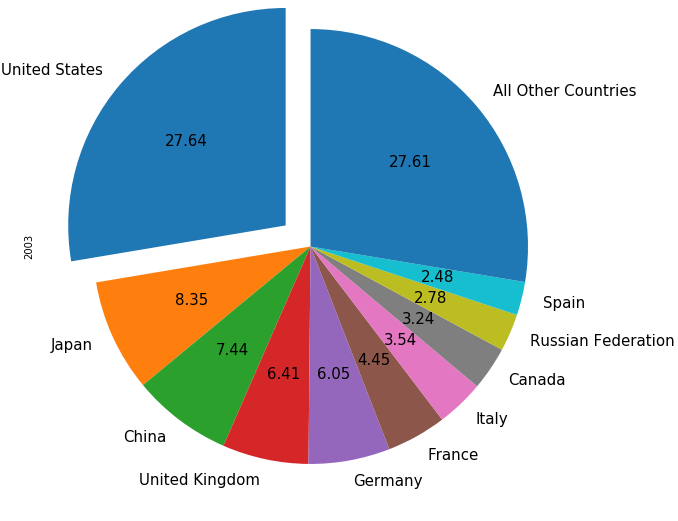 United States
27.64
All Other Countries
27.61
2003
2.48
Spain
2.78
Russian Federation
3.24
Canada
3.54
Italy
4.45
France
6.05
Germany
6.41
United Kingdom
7.44
China
8.35
Japan